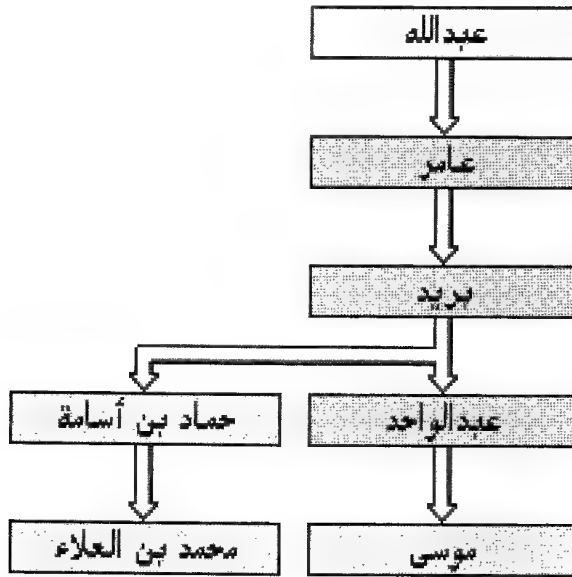 عبدالله
عامر
بريد
عبدالواحد
حماد بن أسامة
موسى
محمد بن العلاء